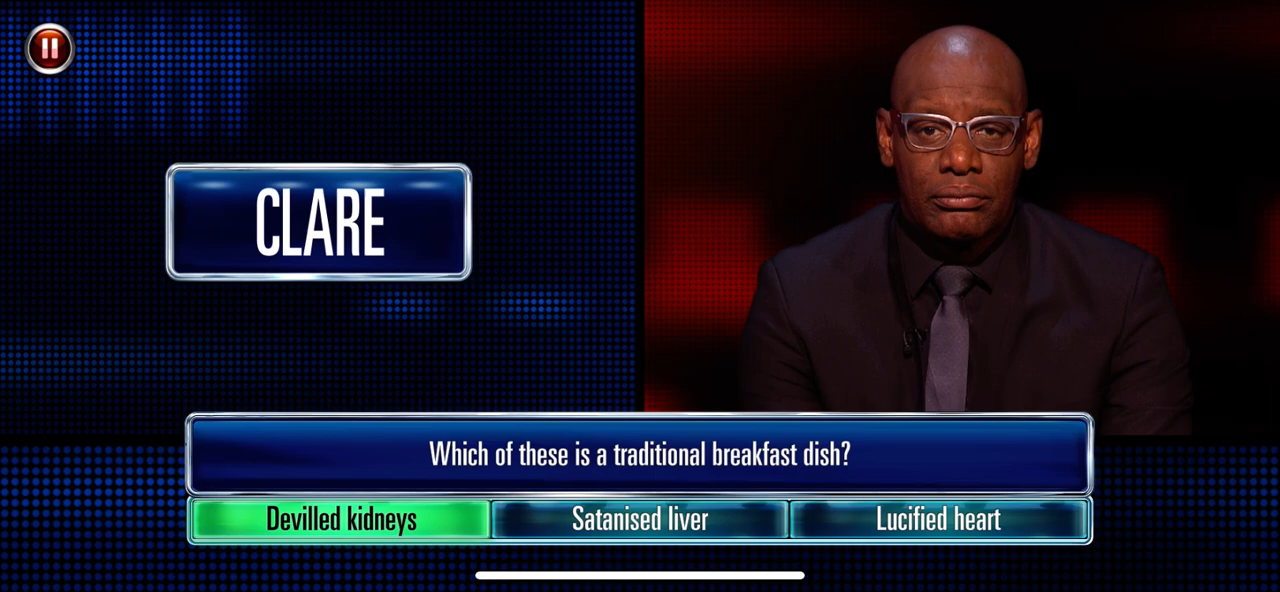 CLARE
Which of these is a traditional breakfast dish?
Devilled kidneys
Satanised liver
Lucified heart